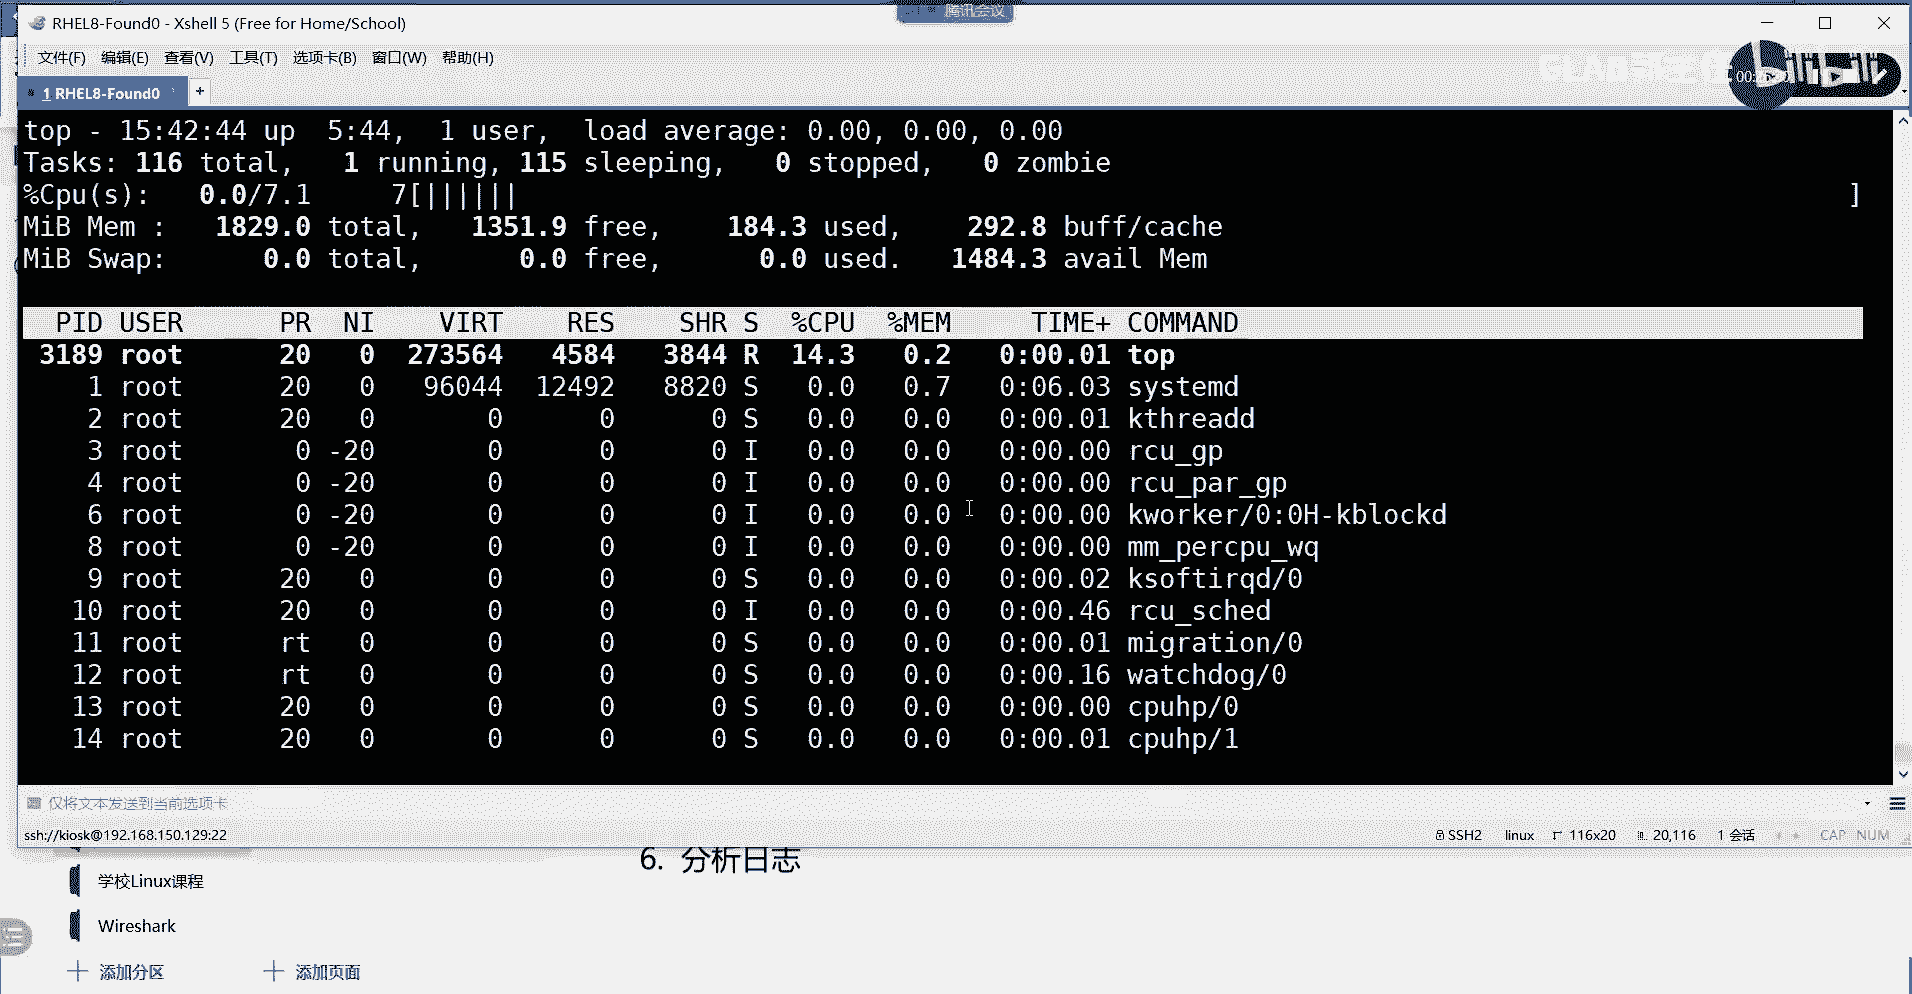 腾讯会议
RHEL8-Found0 - Xshell 5 (Free for Home/School)
文件(F) 编辑(E) 查看(V) 工具(T) 选项卡(B) 窗口(W) 帮助(H)
1 RHEL8-Found0 +
top - 15:42:44 up  5:44,  1 user,  load average: 0.00, 0.00, 0.00
Tasks: 116 total,   1 running, 115 sleeping,   0 stopped,   0 zombie
%Cpu(s):   0.0/7.1     7[||||||     ]
MiB Mem :   1829.0 total,   1351.9 free,    184.3 used,    292.8 buff/cache
MiB Swap:      0.0 total,      0.0 free,      0.0 used.   1484.3 avail Mem
PID USER PR NI VIRT RES SHR S %CPU %MEM TIME+ COMMAND
3189 root 20 0 273564 4584 3844 R 14.3 0.2 0:00.01 top
1 root 20 0 96044 12492 8820 S 0.0 0.7 0:06.03 systemd
2 root 20 0 0 0 0 S 0.0 0.0 0:00.01 kthreadd
3 root 0 -20 0 0 0 I 0.0 0.0 0:00.00 rcu_gp
4 root 0 -20 0 0 0 I 0.0 0.0 0:00.00 rcu_par_gp
6 root 0 -20 0 0 0 I 0.0 0.0 0:00.00 kworker/0:0H-kblockd
8 root 0 -20 0 0 0 I 0.0 0.0 0:00.00 mm_percpu_wq
9 root 20 0 0 0 0 S 0.0 0.0 0:00.02 ksoftirqd/0
10 root 20 0 0 0 0 I 0.0 0.0 0:00.46 rcu_sched
11 root rt 0 0 0 0 S 0.0 0.0 0:00.01 migration/0
12 root rt 0 0 0 0 S 0.0 0.0 0:00.16 watchdog/0
13 root 20 0 0 0 0 S 0.0 0.0 0:00.00 cpuhp/0
14 root 20 0 0 0 0 S 0.0 0.0 0:00.01 cpuhp/1
仅将文本发送到当前选项卡
ssh://kiosk@192.168.150.129:22 SSH2 linux 116x20 20,116 1 会话 CAP NUM
6. 分析日志
学校Linux课程
Wireshark
添加分区 添加页面